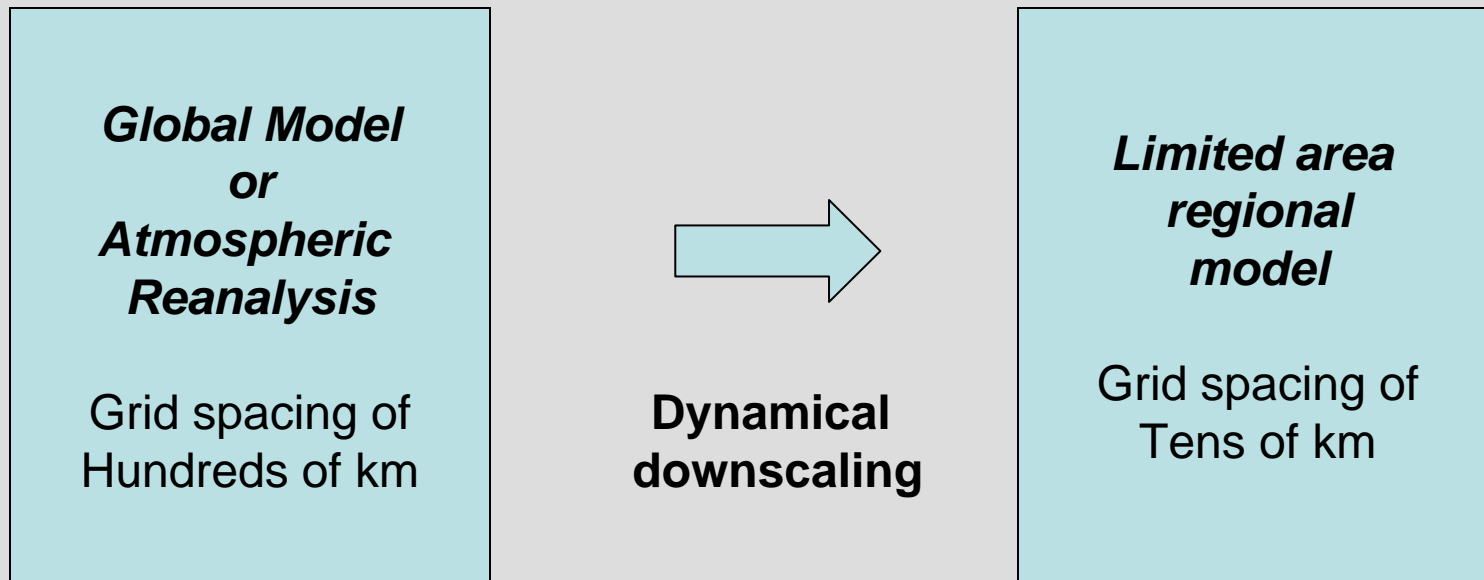 Global Model
or
Atmospheric
Reanalysis
Grid spacing of
Hundreds of km
Dynamical
downscaling
Limited area
regional
model
Grid spacing of
Tens of km